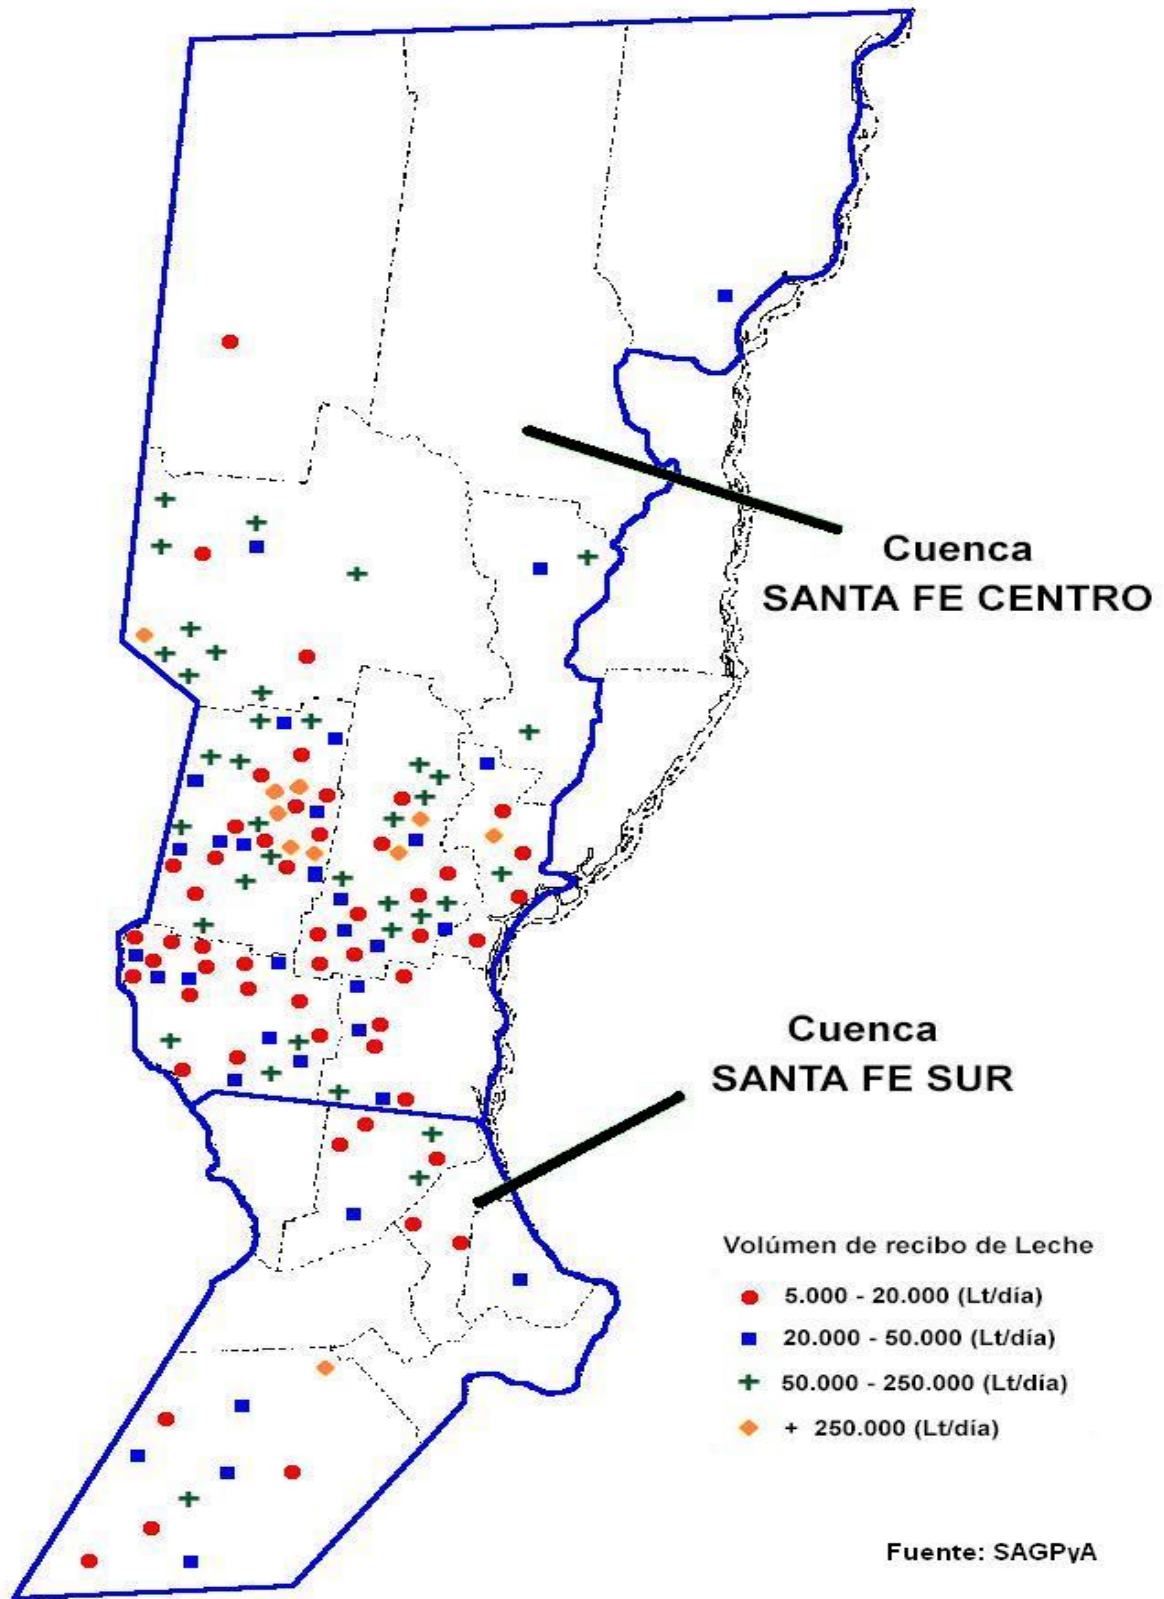 Cuenca
SANTA FE CENTRO
Cuenca
SANTA FE SUR
Volúmen de recibo de Leche
5.000 - 20.000 (Lt/día)
20.000 - 50.000 (Lt/día)
50.000 - 250.000 (Lt/día)
+ 250.000 (Lt/día)
Fuente: SAGPyA